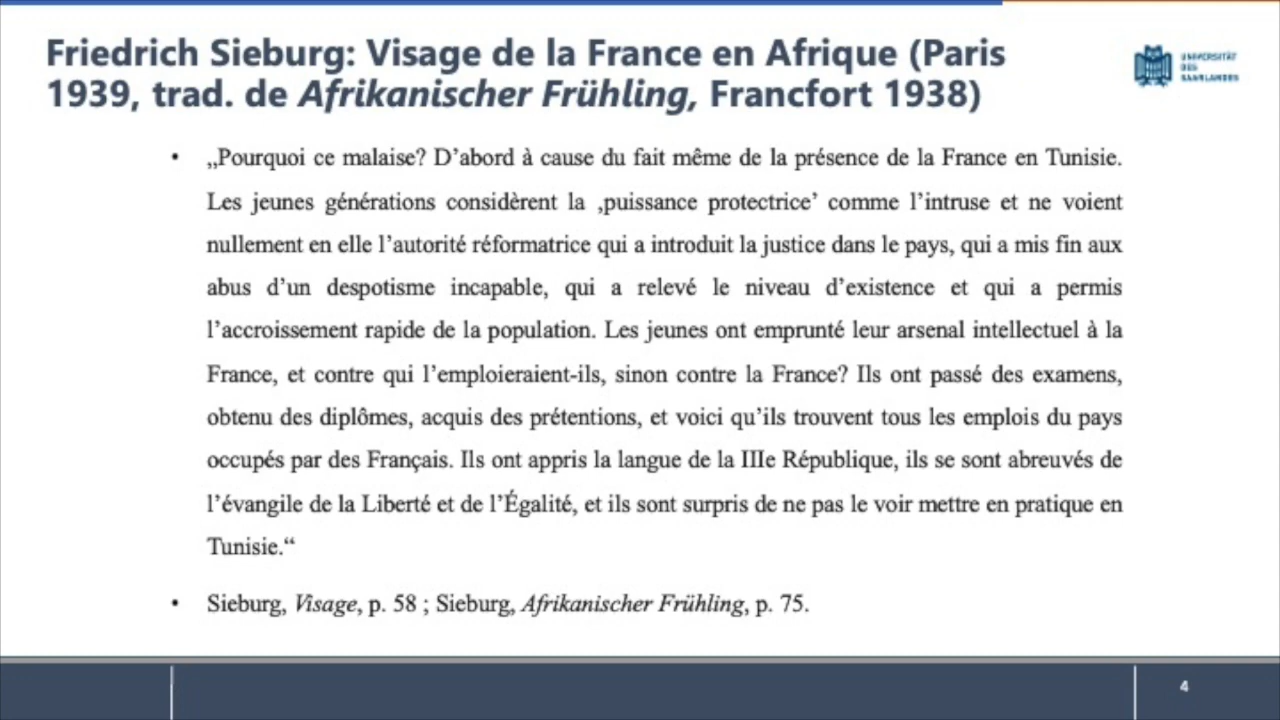 Friedrich Sieburg: Visage de la France en Afrique (Paris
1939, trad. de Afrikanischer Frühling, Francfort 1938)
UNIVERSITÄT
DES
SAARLANDES
• „Pourquoi ce malaise? D’abord à cause du fait même de la présence de la France en Tunisie.
Les jeunes générations considèrent la ‚puissance protectrice’ comme l’intruse et ne voient
nullement en elle l’autorité réformatrice qui a introduit la justice dans le pays, qui a mis fin aux
abus d’un despotisme incapable, qui a relevé le niveau d’existence et qui a permis
l’accroissement rapide de la population. Les jeunes ont emprunté leur arsenal intellectuel à la
France, et contre qui l’emploieraient-ils, sinon contre la France? Ils ont passé des examens,
obtenu des diplômes, acquis des prétentions, et voici qu’ils trouvent tous les emplois du pays
occupés par des Français. Ils ont appris la langue de la IIIe République, ils se sont abreuvés de
l’évangile de la Liberté et de l’Égalité, et ils sont surpris de ne pas le voir mettre en pratique en
Tunisie.“
• Sieburg, Visage, p. 58 ; Sieburg, Afrikanischer Frühling, p. 75.
4